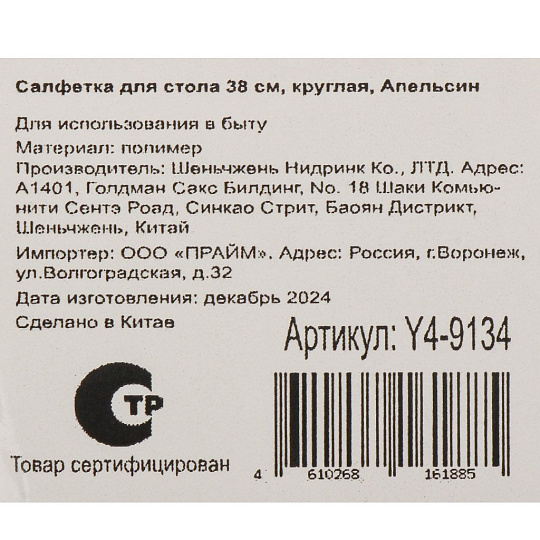 Салфетка для стола 38 см, круглая, Апельсин
Для использования в быту
Материал: полимер
Производитель: Шеньчжень Нидринк Ко., ЛТД. Адрес:
А1401, Голдман Сакс Билдинг, No. 18 Шаки Комью-
нити Сентэ Роад, Синкао Стрит, Баоян Дистрикт,
Шеньчжень, Китай
Импортер: ООО «ПРАЙМ». Адрес: Россия, г.Воронеж,
ул.Волгоградская, д.32
Дата изготовления: декабрь 2024
Сделано в Китае
Артикул: Y4-9134
СТР
Товар сертифицирован
4 610268 161885